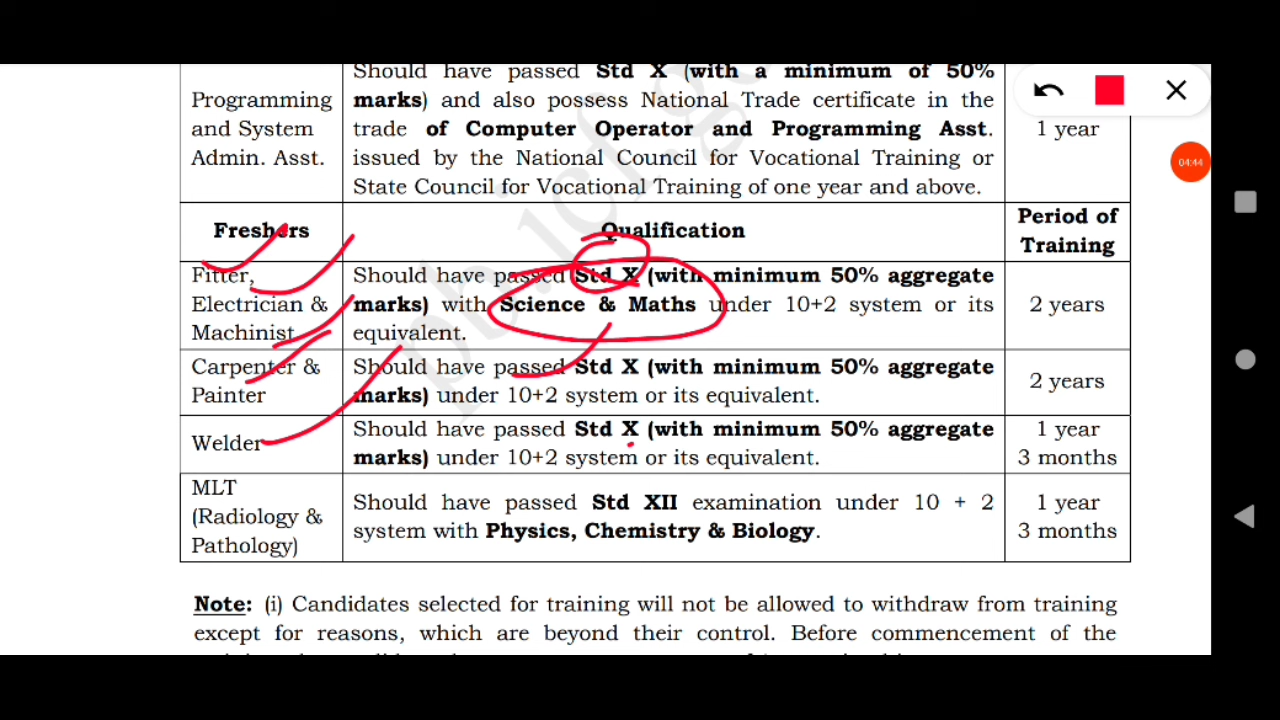 Should have passed Std X (with a minimum of 50%
Programming
and System
Admin. Asst.
marks) and also possess National Trade certificate in the
trade of Computer Operator and Programming Asst.
issued by the National Council for Vocational Training or
State Council for Vocational Training of one year and above.
1 year
04:44
Freshers
Qualification
Period of
Training
Fitter,
Electrician &
Machinist
Should have passed Std X (with minimum 50% aggregate
marks) with Science & Maths under 10+2 system or its
equivalent.
2 years
Carpenter &
Painter
Should have passed Std X (with minimum 50% aggregate
marks) under 10+2 system or its equivalent.
2 years
Welder
Should have passed Std X (with minimum 50% aggregate
marks) under 10+2 system or its equivalent.
1 year
3 months
MLT
(Radiology &
Pathology)
Should have passed Std XII examination under 10 + 2
system with Physics, Chemistry & Biology.
1 year
3 months
Note: (i) Candidates selected for training will not be allowed to withdraw from training
except for reasons, which are beyond their control. Before commencement of the